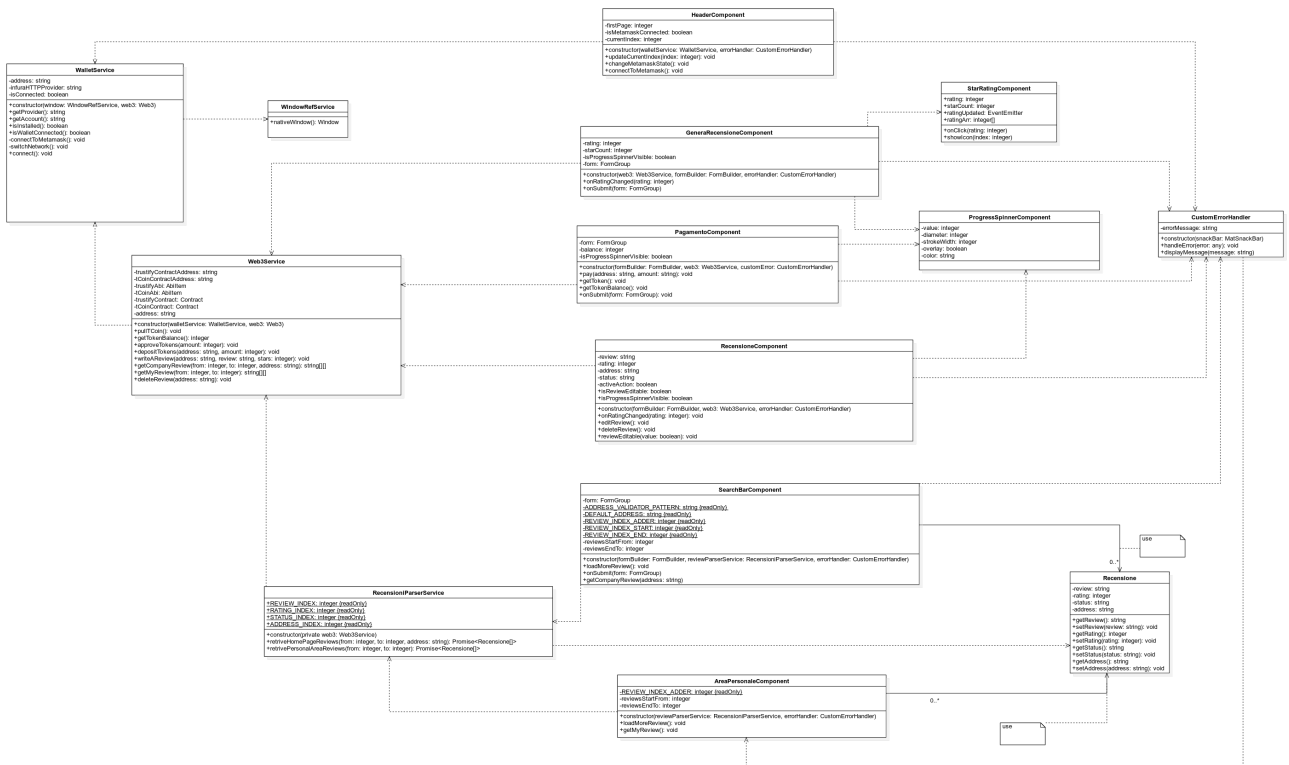 HeaderComponent
-firstPage: integer
-isMetamaskConnected: boolean
-currentIndex: integer
+constructor(walletService: WalletService, errorHandler: CustomErrorHandler)
+updateCurrentIndex(index: integer): void
+changeMetamaskState(): void
+connectToMetamask(): void
WalletService
-address: string
-infuraHTTPProvider: string
-isConnected: boolean
+constructor(window: WindowRefService, web3: Web3)
+getProvider(): string
+getAccount(): string
+isInstalled(): boolean
+isWalletConnected(): boolean
-connectToMetamask(): void
-switchNetwork(): void
+connect(): void
WindowRefService
+nativeWindow(): Window
StarRatingComponent
+rating: integer
+starCount: integer
+ratingUpdated: EventEmitter
+ratingArr: integer[]
+onClick(rating: integer)
+showIcon(index: integer)
GeneraRecensioneComponent
-rating: integer
-starCount: integer
-isProgressSpinnerVisible: boolean
-form: FormGroup
+constructor(web3: Web3Service, formBuilder: FormBuilder, errorHandler: CustomErrorHandler)
+onRatingChanged(rating: integer)
+onSubmit(form: FormGroup)
ProgressSpinnerComponent
-value: integer
-diameter: integer
-strokeWidth: integer
-overlay: boolean
-color: string
CustomErrorHandler
-errorMessage: string
+constructor(snackBar: MatSnackBar)
+handleError(error: any): void
+displayMessage(message: string)
PagamentoComponent
-form: FormGroup
-balance: integer
-isProgressSpinnerVisible: boolean
+constructor(formBuilder: FormBuilder, web3: Web3Service, customError: CustomErrorHandler)
+pay(address: string, amount: string): void
+getToken(): void
+getTokenBalance(): void
+onSubmit(form: FormGroup): void
Web3Service
-trustifyContractAddress: string
-tCoinContractAddress: string
-trustifyAbi: AbiItem
-tCoinAbi: AbiItem
-trustifyContract: Contract
-tCoinContract: Contract
-address: string
+constructor(walletService: WalletService, web3: Web3)
+pullTCoin(): void
+getTokenBalance(): integer
+approveTokens(amount: integer): void
+depositTokens(address: string, amount: integer): void
+writeAReview(address: string, review: string, stars: integer): void
+getCompanyReview(from: integer, to: integer, address: string): string[][]
+getMyReview(from: integer, to: integer): string[][]
+deleteReview(address: string): void
RecensioneComponent
-review: string
-rating: integer
-address: string
-status: string
-activeAction: boolean
+isReviewEditable: boolean
+isProgressSpinnerVisible: boolean
+constructor(formBuilder: FormBuilder, web3: Web3Service, errorHandler: CustomErrorHandler)
+onRatingChanged(rating: integer): void
+editReview(): void
+deleteReview(): void
+reviewEditable(value: boolean): void
SearchBarComponent
-form: FormGroup
-ADDRESS_VALIDATOR_PATTERN: string {readOnly}
-DEFAULT_ADDRESS: string {readOnly}
-REVIEW_INDEX_ADDER: integer {readOnly}
-REVIEW_INDEX_START: integer {readOnly}
-REVIEW_INDEX_END: integer {readOnly}
-reviewsStartFrom: integer
-reviewsEndTo: integer
+constructor(formBuilder: FormBuilder, reviewParserService: RecensioniParserService, errorHandler: CustomErrorHandler)
+loadMoreReview(): void
+onSubmit(form: FormGroup)
+getCompanyReview(address: string)
use
0..*
Recensione
-review: string
-rating: integer
-status: string
-address: string
+getReview(): string
+setReview(review: string): void
+getRating(): integer
+setRating(rating: integer): void
+getStatus(): string
+setStatus(status: string): void
+getAddress(): string
+setAddress(address: string): void
RecensioniParserService
+REVIEW_INDEX: integer {readOnly}
+RATING_INDEX: integer {readOnly}
+STATUS_INDEX: integer {readOnly}
+ADDRESS_INDEX: integer {readOnly}
+constructor(private web3: Web3Service)
+retriveHomePageReviews(from: integer, to: integer, address: string): Promise<Recensione[]>
+retrivePersonalAreaReviews(from: integer, to: integer): Promise<Recensione[]>
AreaPersonaleComponent
-REVIEW_INDEX_ADDER: integer {readOnly}
-reviewsStartFrom: integer
-reviewsEndTo: integer
+constructor(reviewParserService: RecensioniParserService, errorHandler: CustomErrorHandler)
+loadMoreReview(): void
+getMyReview(): void
0..*
use